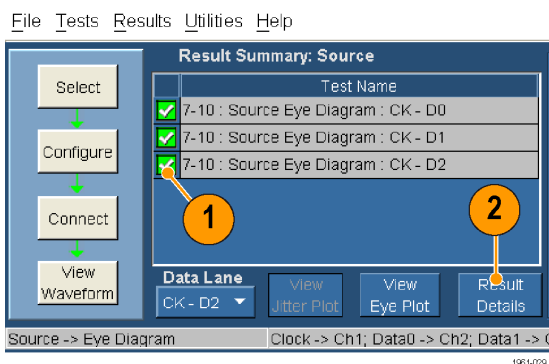 File Tests Results Utilities Help
Result Summary: Source
Select
Configure
Connect
View
Waveform
Test Name
7-10 : Source Eye Diagram : CK - D0
7-10 : Source Eye Diagram : CK - D1
7-10 : Source Eye Diagram : CK - D2
1
2
Data Lane
CK - D2
View
Jitter Plot
View
Eye Plot
Result
Details
Source -> Eye Diagram
Clock -> Ch1; Data0 -> Ch2; Data1 ->
1961-029